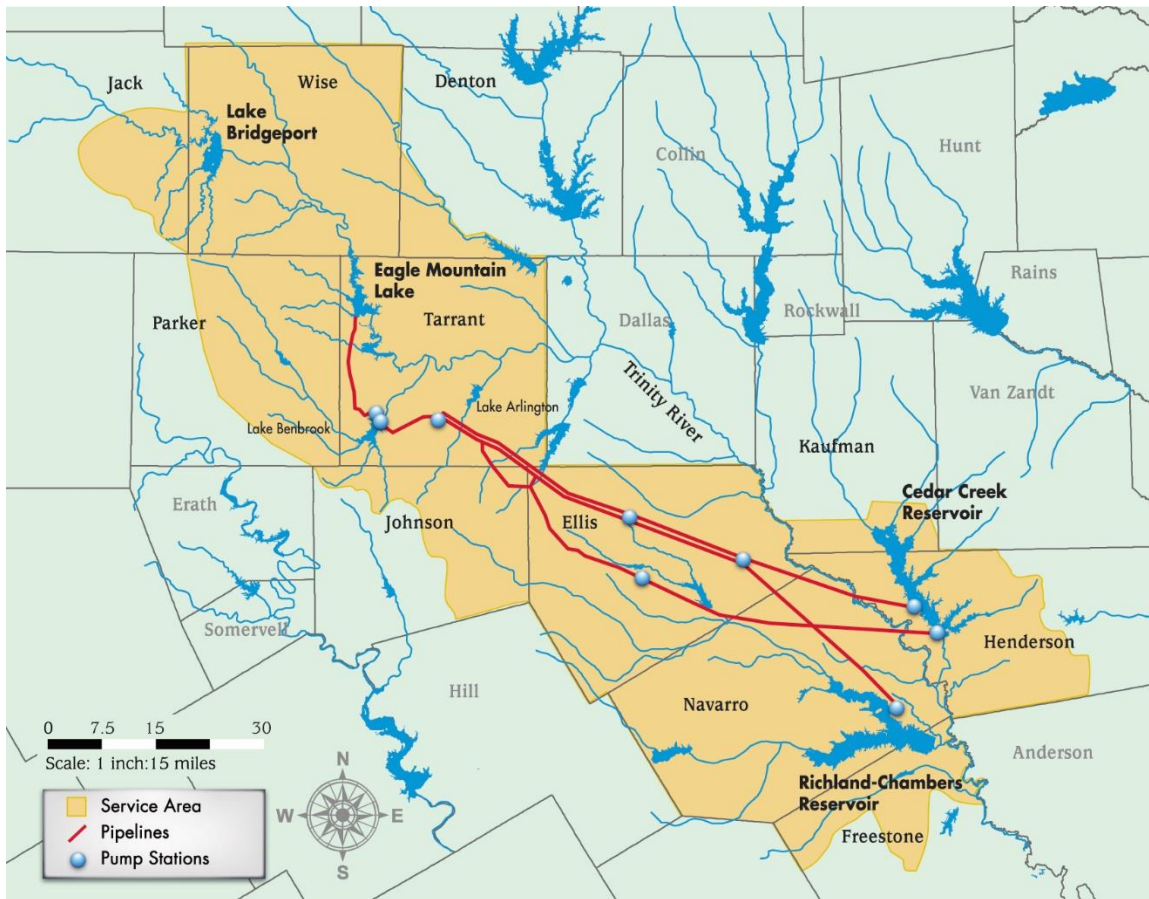 Jack
Wise
Denton
Lake
Bridgeport
Collin
Hunt
Eagle Mountain
Lake
Rains
Parker
Tarrant
Dallas
Rockwall
Trinity River
Van Zandt
Lake Arlington
Lake Benbrook
Kaufman
Cedar Creek
Reservoir
Erath
Johnson
Ellis
Somervell
Henderson
Hill
Navarro
Anderson
Richland-Chambers
Reservoir
Freestone
0 7.5 15 30
Scale: 1 inch:15 miles
N
W E
S
Service Area
Pipelines
Pump Stations